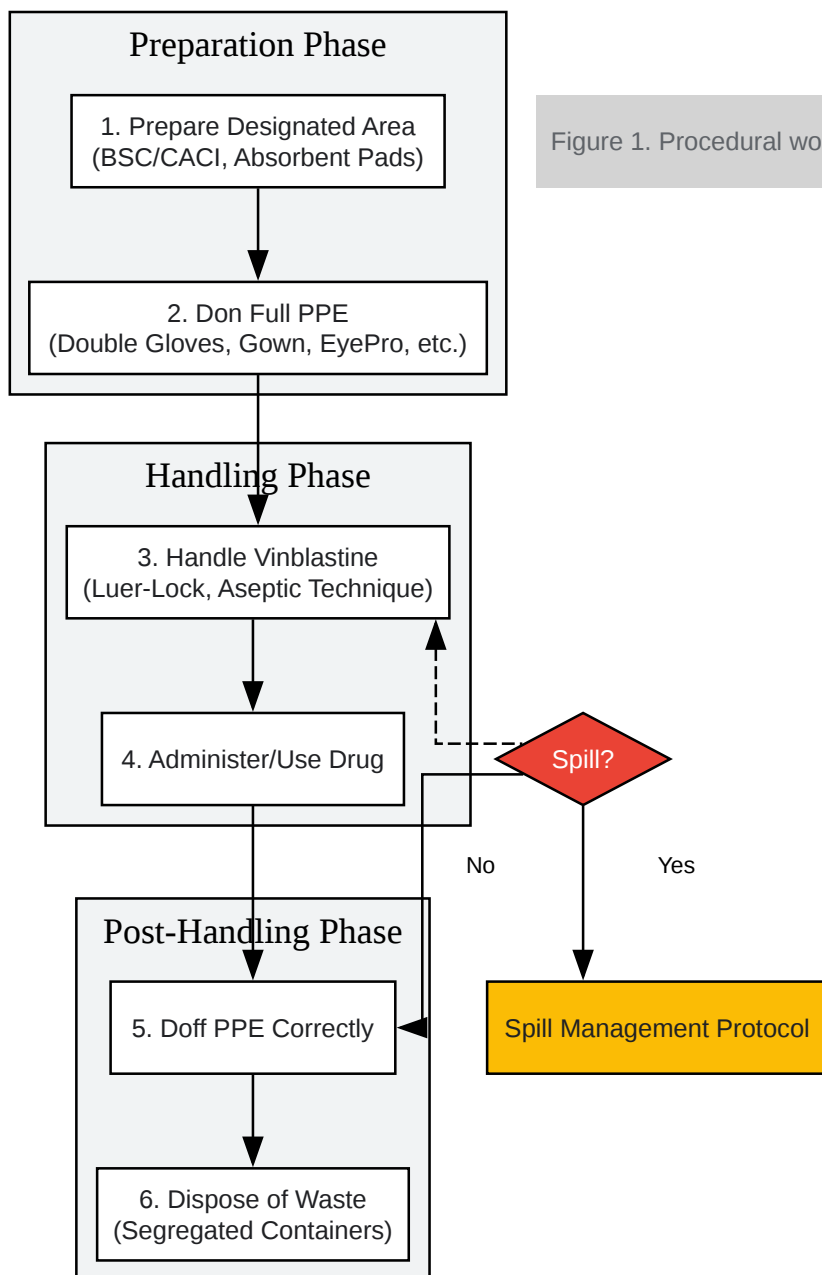 Preparation Phase
1. Prepare Designated Area
(BSC/CACI, Absorbent Pads)
Figure 1. Procedural wo
2. Don Full PPE
(Double Gloves, Gown, EyePro, etc.)
Handling Phase
3. Handle Vinblastine
(Luer-Lock, Aseptic Technique)
4. Administer/Use Drug
Spill?
No
Yes
Post-Handling Phase
5. Doff PPE Correctly
Spill Management Protocol
6. Dispose of Waste
(Segregated Containers)